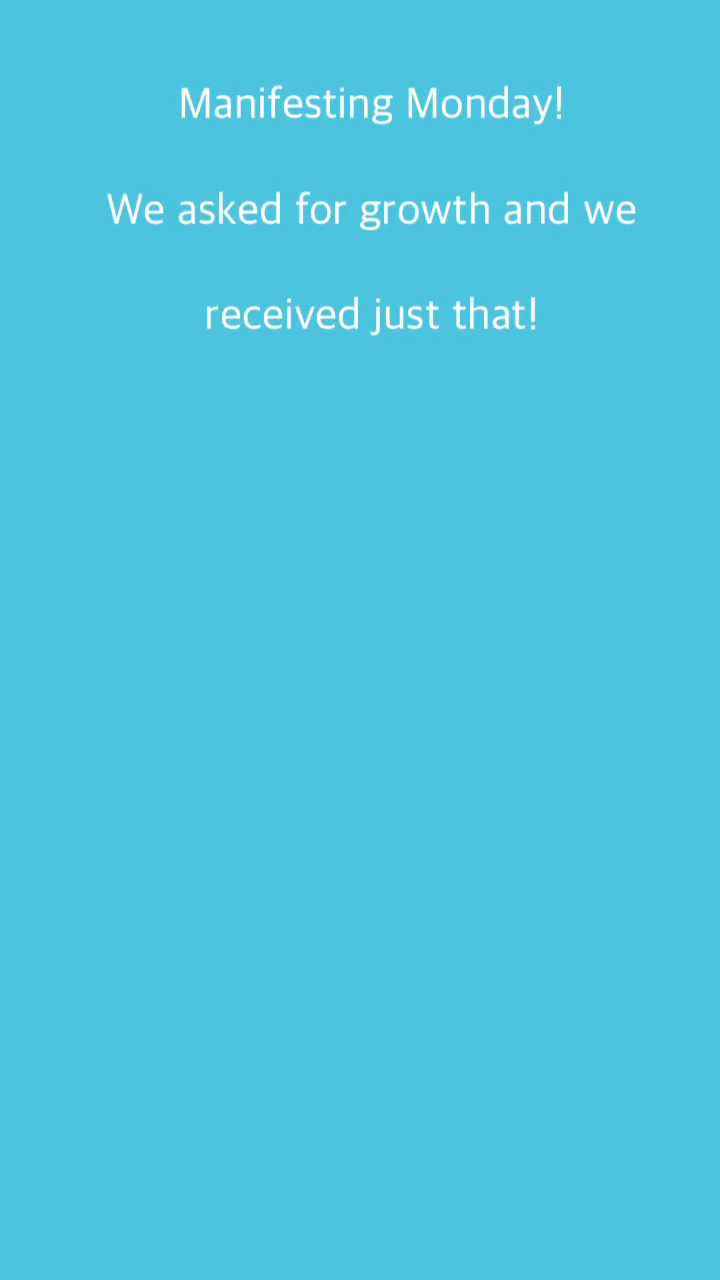 Manifesting Monday!
We asked for growth and we
received just that!